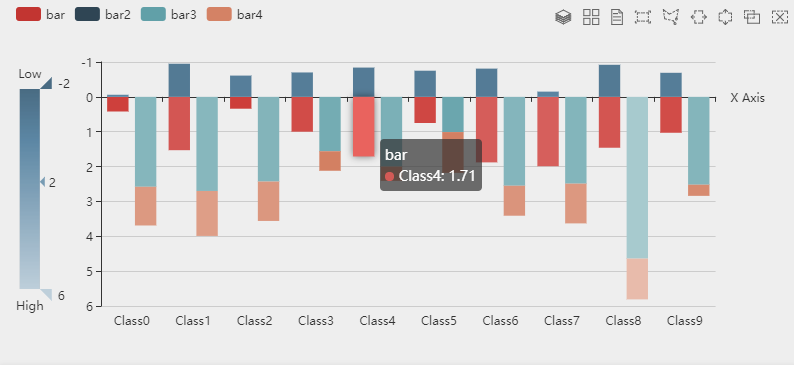 bar bar2 bar3 bar4
Low
-2
2
6
High
-1
0
1
2
3
4
5
6
X Axis
bar
Class4: 1.71
Class0 Class1 Class2 Class3 Class4 Class5 Class6 Class7 Class8 Class9